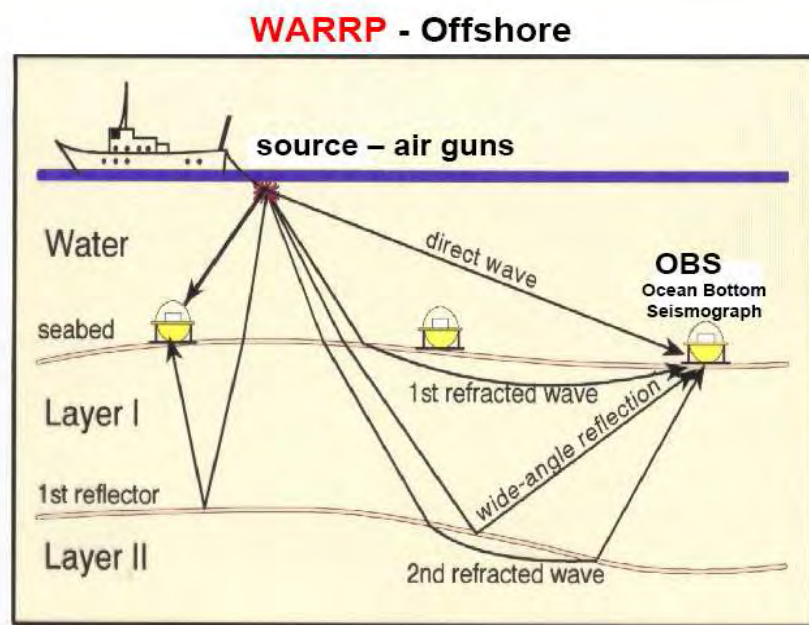 WARRP - Offshore
source – air guns
Water
direct wave
OBS
Ocean Bottom
Seismograph
seabed
1st refracted wave
Layer I
wide-angle reflection
1st reflector
Layer II
2nd refracted wave